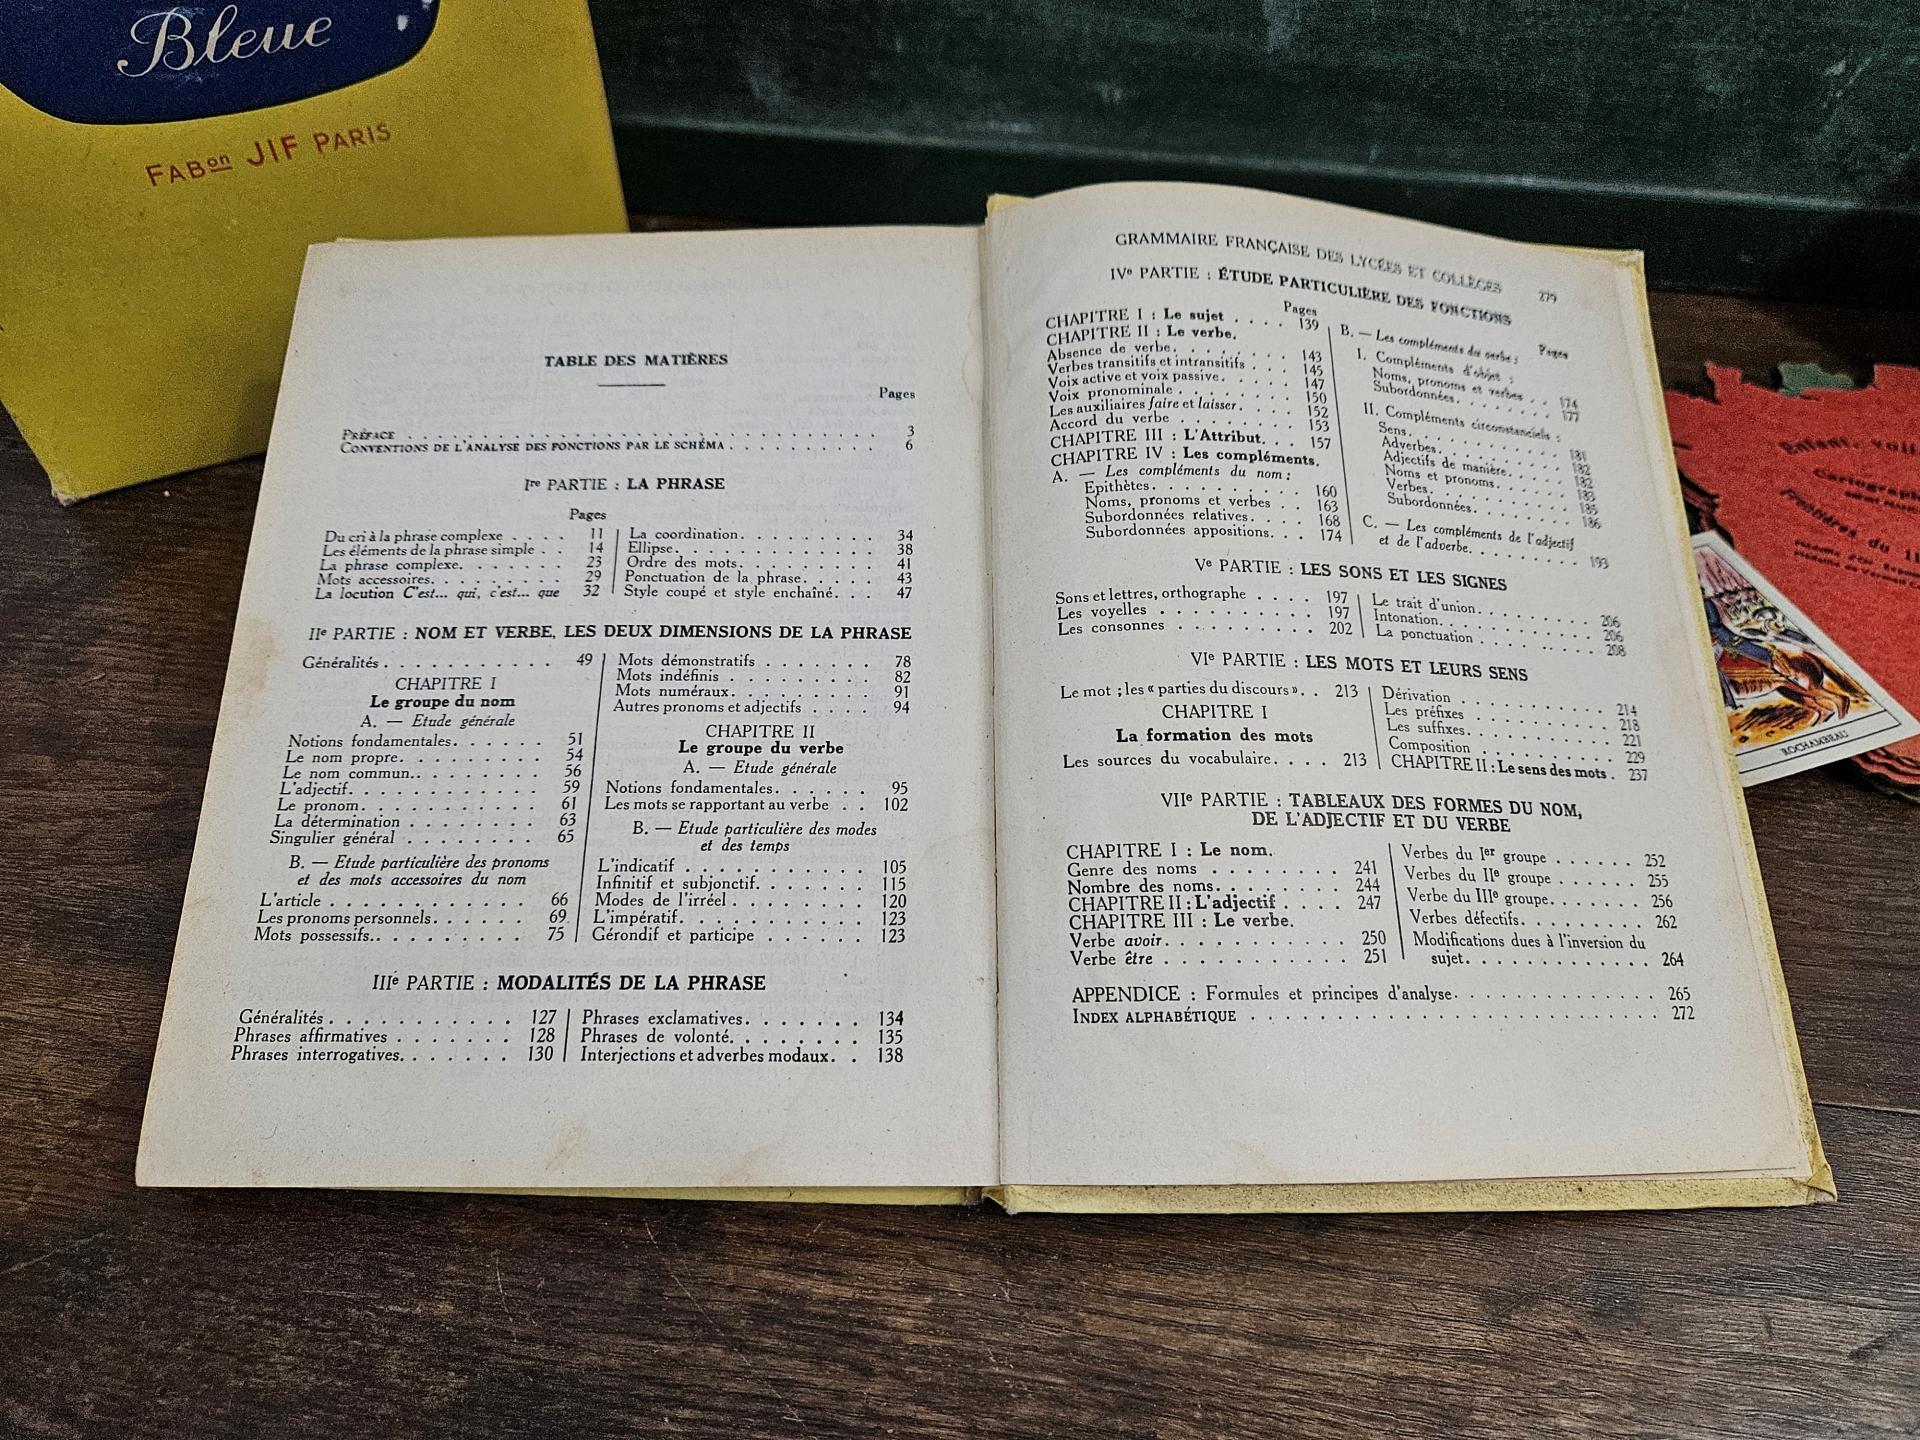 Bleue
FABon JIF PARIS
TABLE DES MATIÈRES
Pages
PRÉFACE . . . . . . . . . . 3
CONVENTIONS DE L'ANALYSE DES FONCTIONS PAR LE SCHÉMA . . . . . . . . . . 6
Ire PARTIE : LA PHRASE
Pages
Du cri à la phrase complexe . . . . 11
Les éléments de la phrase simple . . 14
La phrase complexe. . . . . . . 23
Mots accessoires. . . . . . . . 29
La locution C'est... qui, c'est... que 32
La coordination. . . . . . . . . 34
Ellipse. . . . . . . . . . . . 38
Ordre des mots. . . . . . . . . 41
Ponctuation de la phrase. . . . . 43
Style coupé et style enchaîné. . . 47
IIe PARTIE : NOM ET VERBE, LES DEUX DIMENSIONS DE LA PHRASE
Généralités . . . . . . . . . . . 49
CHAPITRE I
Le groupe du nom
A. — Etude générale
Notions fondamentales. . . . . . 51
Le nom propre. . . . . . . . . 54
Le nom commun.. . . . . . . . 56
L'adjectif. . . . . . . . . . . 59
Le pronom. . . . . . . . . . . 61
La détermination . . . . . . . . 63
Singulier général . . . . . . . . 65
B. — Etude particulière des pronoms
et des mots accessoires du nom
L'article . . . . . . . . . . . 66
Les pronoms personnels. . . . . . 69
Mots possessifs.. . . . . . . . 75
Mots démonstratifs . . . . . . . 78
Mots indéfinis . . . . . . . . . 82
Mots numéraux. . . . . . . . . 91
Autres pronoms et adjectifs . . . . 94
CHAPITRE II
Le groupe du verbe
A. — Etude générale
Notions fondamentales. . . . . . 95
Les mots se rapportant au verbe . . 102
B. — Etude particulière des modes
et des temps
L'indicatif . . . . . . . . . . . 105
Infinitif et subjonctif. . . . . . . 115
Modes de l'irréel . . . . . . . . 120
L'impératif. . . . . . . . . . . 123
Gérondif et participe . . . . . . 123
IIIe PARTIE : MODALITÉS DE LA PHRASE
Généralités . . . . . . . . . . . 127
Phrases affirmatives . . . . . . . 128
Phrases interrogatives. . . . . . . 130
Phrases exclamatives. . . . . . . 134
Phrases de volonté. . . . . . . . 135
Interjections et adverbes modaux. . 138
GRAMMAIRE FRANÇAISE DES LYCÉES ET COLLÈGES 279
IVe PARTIE : ÉTUDE PARTICULIÈRE DES FONCTIONS
Pages
CHAPITRE I : Le sujet . . . . 139
CHAPITRE II : Le verbe.
Absence de verbe. . . . . . . . 143
Verbes transitifs et intransitifs . . . 145
Voix active et voix passive. . . . . 147
Voix pronominale . . . . . . . . 150
Les auxiliaires faire et laisser. . . . 152
Accord du verbe . . . . . . . . 153
CHAPITRE III : L'Attribut. . . 157
CHAPITRE IV : Les compléments.
A. — Les compléments du nom :
Epithètes. . . . . . . . . . . 160
Noms, pronoms et verbes . . . . 163
Subordonnées relatives. . . . . 168
Subordonnées appositions. . . . 174
Pages
B. — Les compléments du verbe :
I. Compléments d'objet :
Noms, pronoms et verbes . . 174
Subordonnées. . . . . . . . 177
II. Compléments circonstanciels :
Sens. . . . . . . . . . . . 181
Adverbes. . . . . . . . . . 182
Adjectifs de manière. . . . . . 182
Noms et pronoms. . . . . . . 183
Verbes. . . . . . . . . . . 185
Subordonnées. . . . . . . . 186
C. — Les compléments de l'adjectif
et de l'adverbe. . . . . . . . 193
Ve PARTIE : LES SONS ET LES SIGNES
Sons et lettres, orthographe . . . . 197
Les voyelles . . . . . . . . . . 197
Les consonnes . . . . . . . . . 202
Le trait d'union. . . . . . . . . 206
Intonation. . . . . . . . . . . 206
La ponctuation . . . . . . . . 208
VIe PARTIE : LES MOTS ET LEURS SENS
Le mot ; les « parties du discours ». . 213
CHAPITRE I
La formation des mots
Les sources du vocabulaire. . . . 213
Dérivation . . . . . . . . . . . 214
Les préfixes . . . . . . . . . . 218
Les suffixes. . . . . . . . . . . 221
Composition . . . . . . . . . . 229
CHAPITRE II : Le sens des mots . 237
VIIe PARTIE : TABLEAUX DES FORMES DU NOM,
DE L'ADJECTIF ET DU VERBE
CHAPITRE I : Le nom.
Genre des noms . . . . . . . . 241
Nombre des noms. . . . . . . . 244
CHAPITRE II : L'adjectif . . . . 247
CHAPITRE III : Le verbe.
Verbe avoir. . . . . . . . . . . 250
Verbe être . . . . . . . . . . . 251
Verbes du Ier groupe . . . . . . 252
Verbes du IIe groupe . . . . . . 255
Verbe du IIIe groupe. . . . . . . 256
Verbes défectifs. . . . . . . . . 262
Modifications dues à l'inversion du
sujet. . . . . . . . . . . . . 264
APPENDICE : Formules et principes d'analyse. . . . . . . . . . . . . 265
INDEX ALPHABÉTIQUE . . . . . . . . . . . . . . . . . . . . 272
ROCHAMBEAU